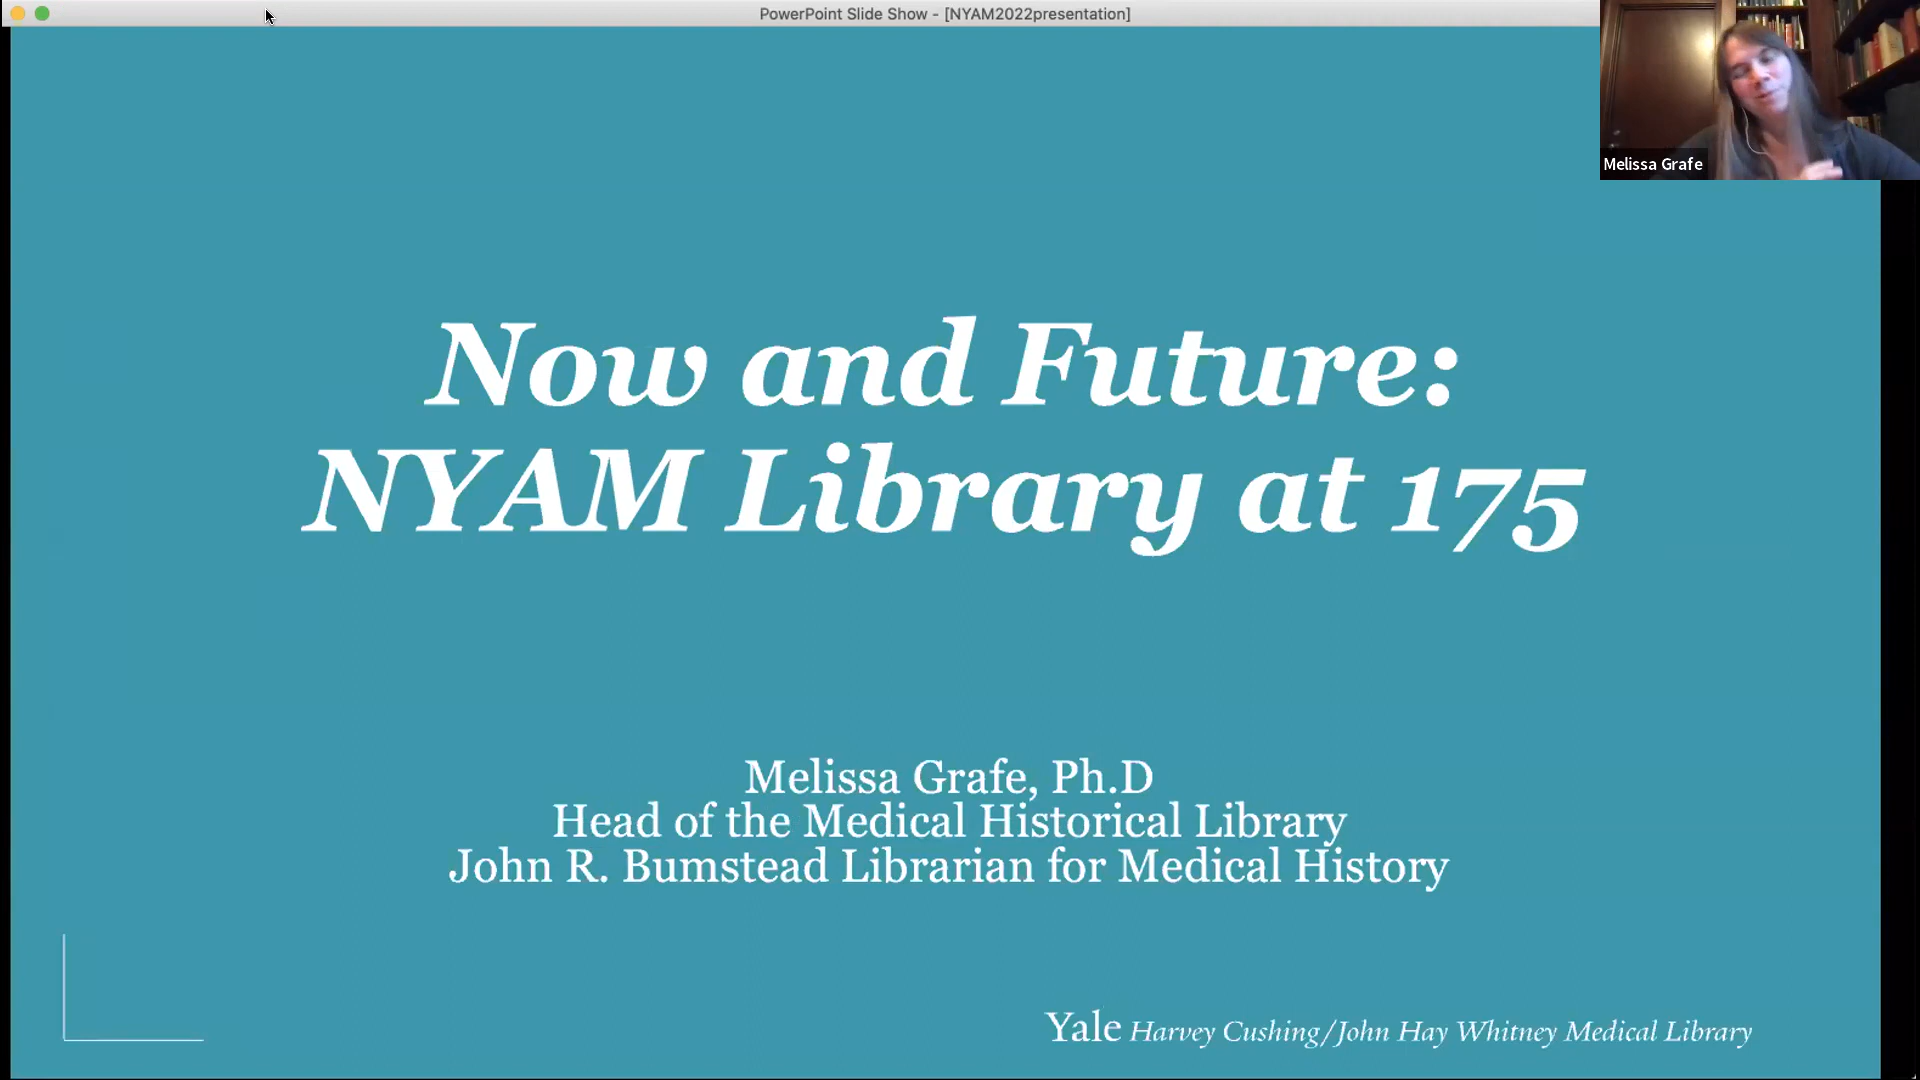 PowerPoint Slide Show - [NYAM2022presentation]
Melissa Grafe
Now and Future:
NYAM Library at 175
Melissa Grafe, Ph.D
Head of the Medical Historical Library
John R. Bumstead Librarian for Medical History
Yale Harvey Cushing/John Hay Whitney Medical Library